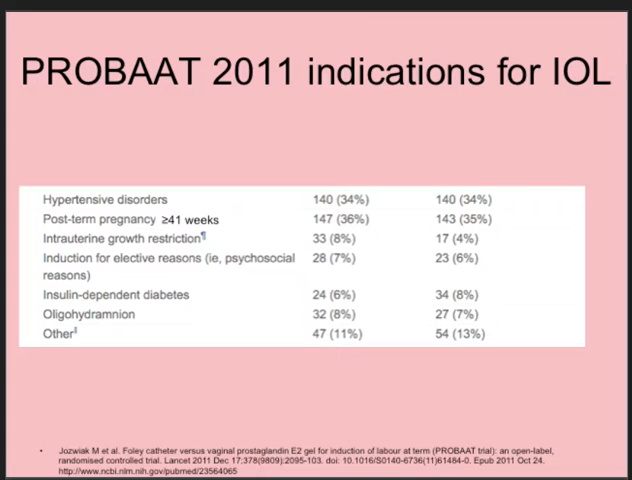 PROBAAT 2011 indications for IOL
Hypertensive disorders 140 (34%) 140 (34%)
Post-term pregnancy ≥41 weeks 147 (36%) 143 (35%)
Intrauterine growth restriction¶ 33 (8%) 17 (4%)
Induction for elective reasons (ie, psychosocial 28 (7%) 23 (6%)
reasons)
Insulin-dependent diabetes 24 (6%) 34 (8%)
Oligohydramnion 32 (8%) 27 (7%)
Other 47 (11%) 54 (13%)
• Jozwiak M et al. Foley catheter versus vaginal prostaglandin E2 gel for induction of labour at term (PROBAAT trial): an open-label,
randomised controlled trial. Lancet 2011 Dec 17;378(9809):2095-103. doi: 10.1016/S0140-6736(11)61484-0. Epub 2011 Oct 24.
http://www.ncbi.nlm.nih.gov/pubmed/23564065